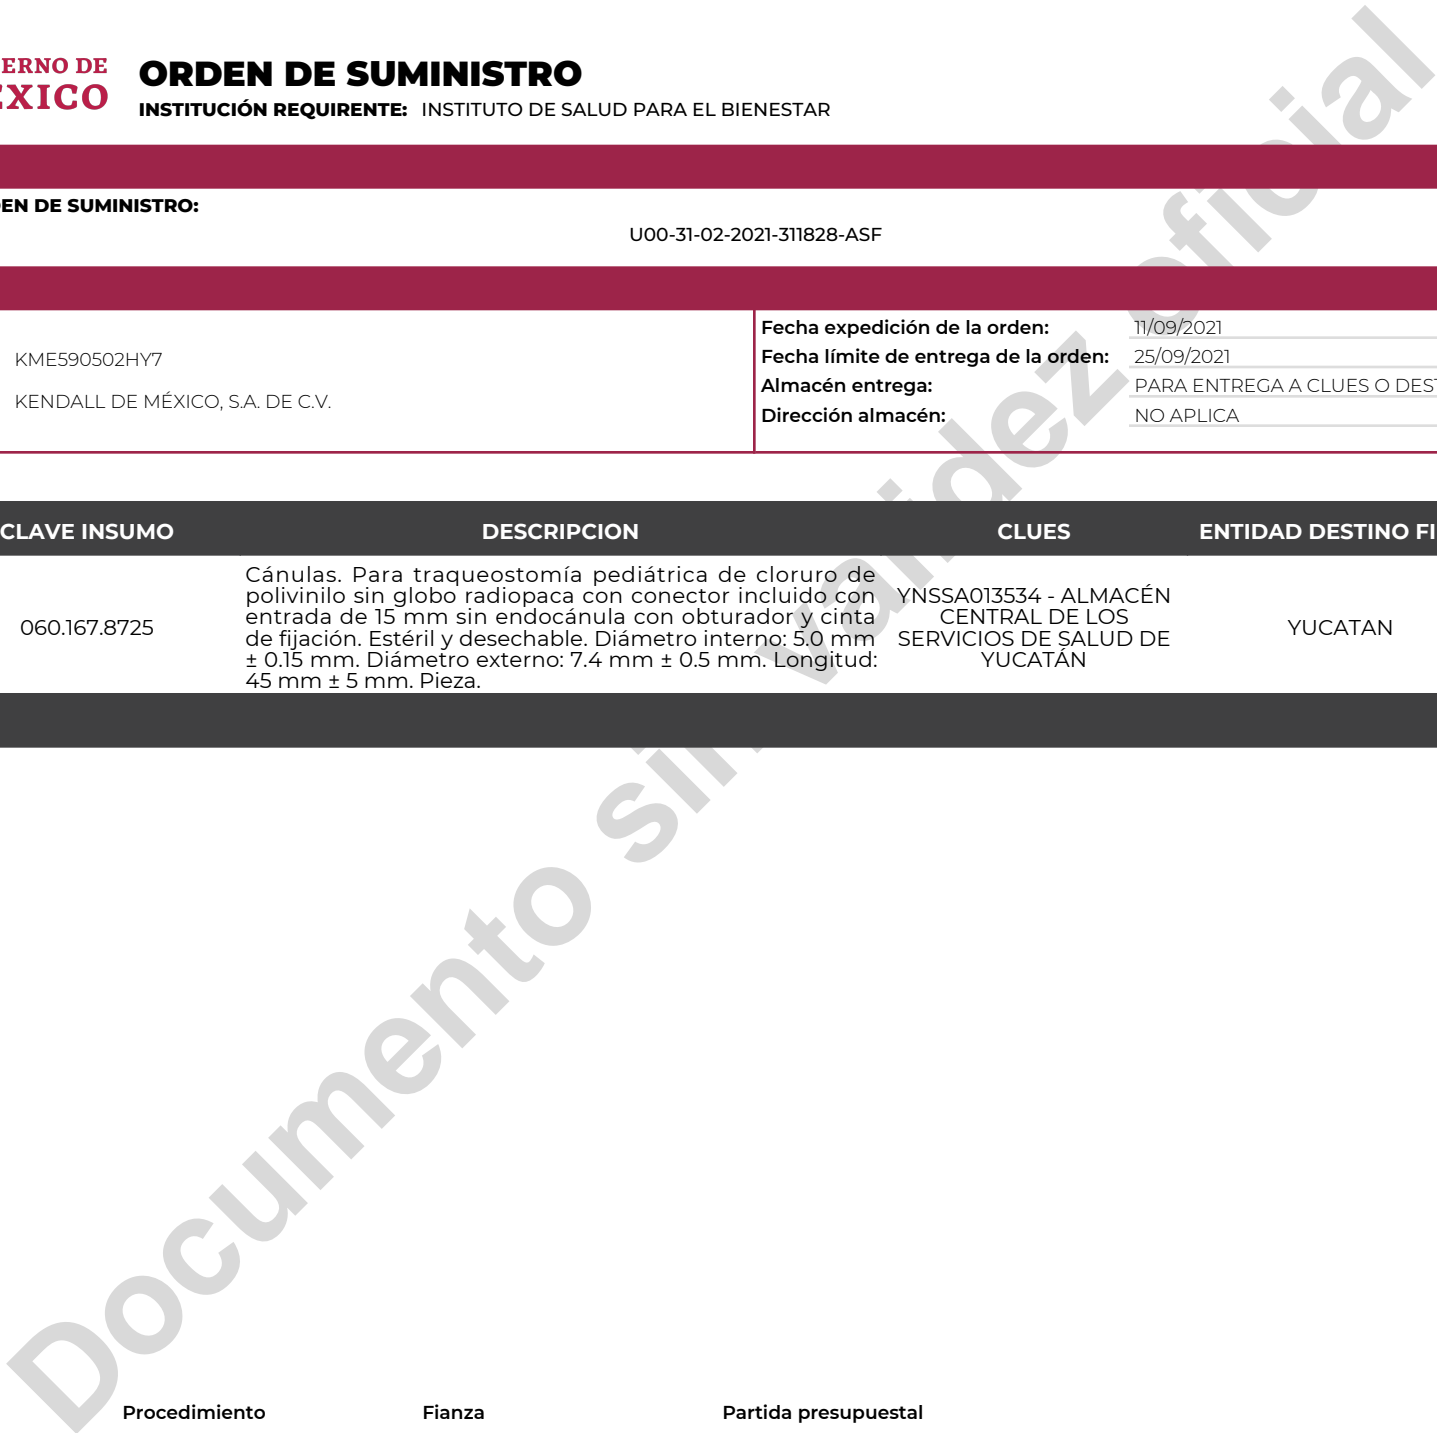 ERNO DE
ÉXICO
ORDEN DE SUMINISTRO
INSTITUCIÓN REQUIRENTE: INSTITUTO DE SALUD PARA EL BIENESTAR
EN DE SUMINISTRO:
U00-31-02-2021-311828-ASF
KME590502HY7
KENDALL DE MÉXICO, S.A. DE C.V.
Fecha expedición de la orden: 11/09/2021
Fecha límite de entrega de la orden: 25/09/2021
Almacén entrega: PARA ENTREGA A CLUES O DEST
Dirección almacén: NO APLICA
CLAVE INSUMO DESCRIPCION CLUES ENTIDAD DESTINO FI
060.167.8725
Cánulas. Para traqueostomía pediátrica de cloruro de
polivinilo sin globo radiopaca con conector incluido con
entrada de 15 mm sin endocánula con obturador y cinta
de fijación. Estéril y desechable. Diámetro interno: 5.0 mm
± 0.15 mm. Diámetro externo: 7.4 mm ± 0.5 mm. Longitud:
45 mm ± 5 mm. Pieza.
YNSSA013534 - ALMACÉN
CENTRAL DE LOS
SERVICIOS DE SALUD DE
YUCATÁN
YUCATAN
Documento sin validez oficial
Procedimiento Fianza Partida presupuestal